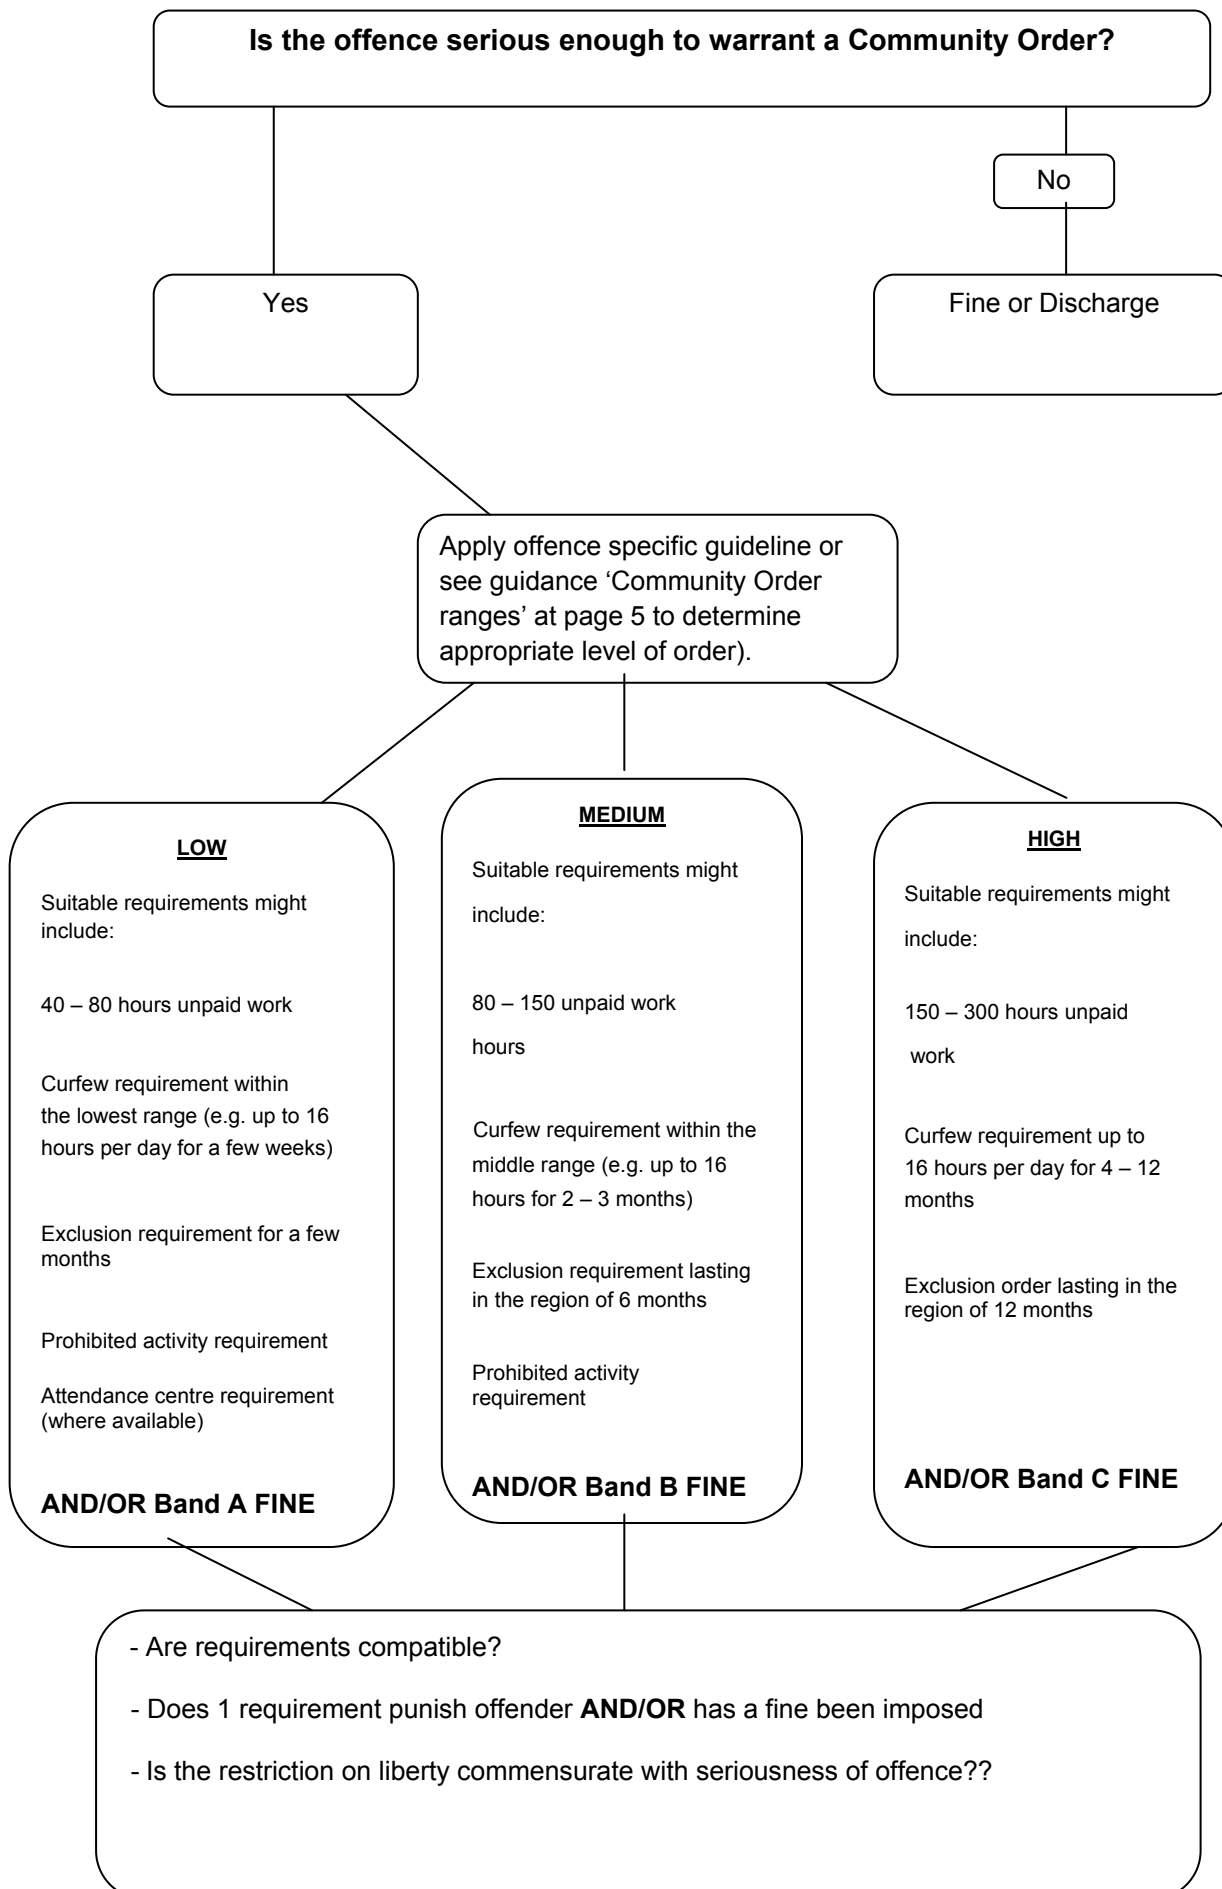 Is the offence serious enough to warrant a Community Order?
No
Yes
Fine or Discharge
Apply offence specific guideline or
see guidance ‘Community Order
ranges’ at page 5 to determine
appropriate level of order).
LOW
Suitable requirements might
include:
40 – 80 hours unpaid work
Curfew requirement within
the lowest range (e.g. up to 16
hours per day for a few weeks)
Exclusion requirement for a few
months
Prohibited activity requirement
Attendance centre requirement
(where available)
AND/OR Band A FINE
MEDIUM
Suitable requirements might
include:
80 – 150 unpaid work
hours
Curfew requirement within the
middle range (e.g. up to 16
hours for 2 – 3 months)
Exclusion requirement lasting
in the region of 6 months
Prohibited activity
requirement
AND/OR Band B FINE
HIGH
Suitable requirements might
include:
150 – 300 hours unpaid
work
Curfew requirement up to
16 hours per day for 4 – 12
months
Exclusion order lasting in the
region of 12 months
AND/OR Band C FINE
- Are requirements compatible?
- Does 1 requirement punish offender AND/OR has a fine been imposed
- Is the restriction on liberty commensurate with seriousness of offence??